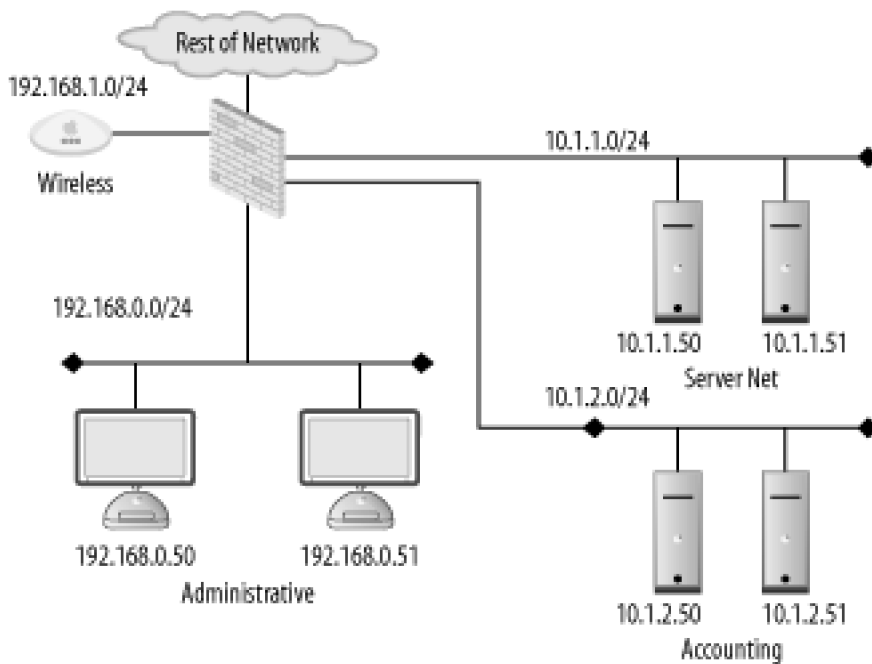 Rest of Network
192.168.1.0/24
Wireless
10.1.1.0/24
192.168.0.0/24
10.1.1.50
10.1.1.51
Server Net
10.1.2.0/24
192.168.0.50
192.168.0.51
Administrative
10.1.2.50
10.1.2.51
Accounting